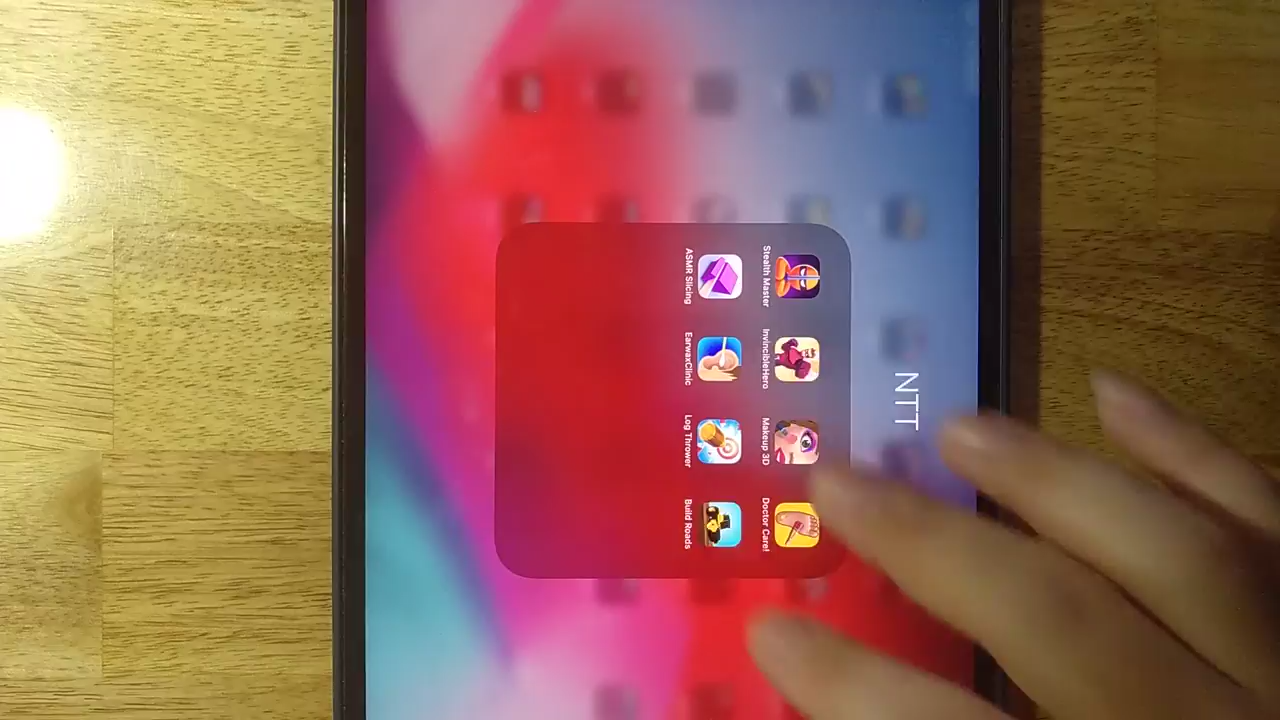 NTT
Stealth Master
InvincibleHero
Makeup 3D
Doctor Care!
ASMR Slicing
EarwaxClinic
Log Thrower
Build Roads